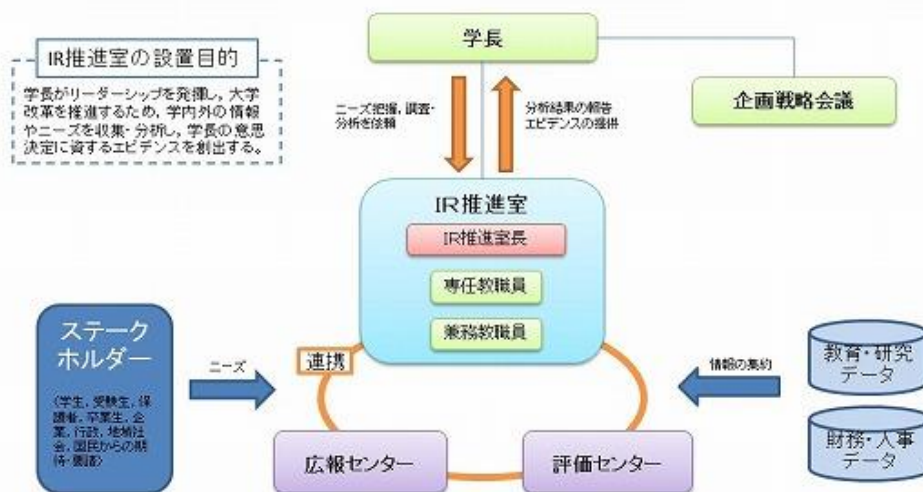 IR推進室の設置目的
学長がリーダーシップを発揮し,大学
改革を推進するため,学内外の情報
やニーズを収集・分析し,学長の意思
決定に資するエビデンスを創出する。
学長
企画戦略会議
ニーズ把握,調査・
分析を依頼
分析結果の報告
エビデンスの提供
IR推進室
IR推進室長
専任教職員
兼務教職員
ステーク
ホルダー
(学生,受験生,保
護者,卒業生,企
業,行政,地域社
会,国民からの期
待・要請)
ニーズ
連携
情報の集約
教育・研究
データ
財務・人事
データ
広報センター
評価センター